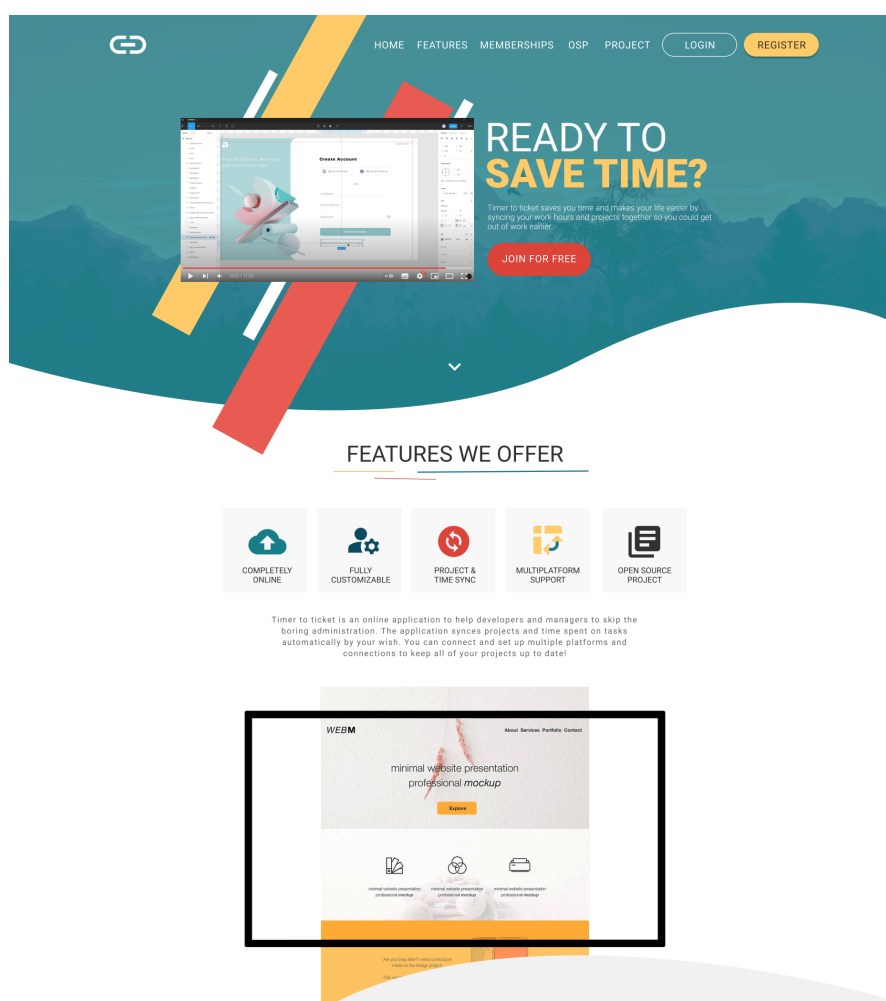 HOME FEATURES MEMBERSHIPS OSP PROJECT LOGIN REGISTER
Create Account
READY TO
SAVE TIME?
Timer to ticket saves you time and makes your life easier by
syncing your work hours and projects together so you could get
out of work earlier
JOIN FOR FREE
FEATURES WE OFFER
COMPLETELY
ONLINE
FULLY
CUSTOMIZABLE
PROJECT &
TIME SYNC
MULTIPLATFORM
SUPPORT
OPEN SOURCE
PROJECT
Timer to ticket is an online application to help developers and managers to skip the
boring administration. The application synces projects and time spent on tasks
automatically by your wish. You can connect and set up multiple platforms and
connections to keep all of your projects up to date!
WEBM
About Services Portfolio Contact
minimal website presentation
professional mockup
Explore
minimal website presentation
professional mockup
minimal website presentation
professional mockup
minimal website presentation
professional mockup